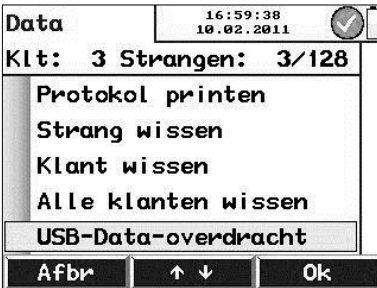 Data
16:59:38
10.02.2011
Klt: 3 Strangen: 3/128
Protokol printen
Strang wissen
Klant wissen
Alle klanten wissen
USB-Data-overdracht
Afbr ↑ ↓ Ok